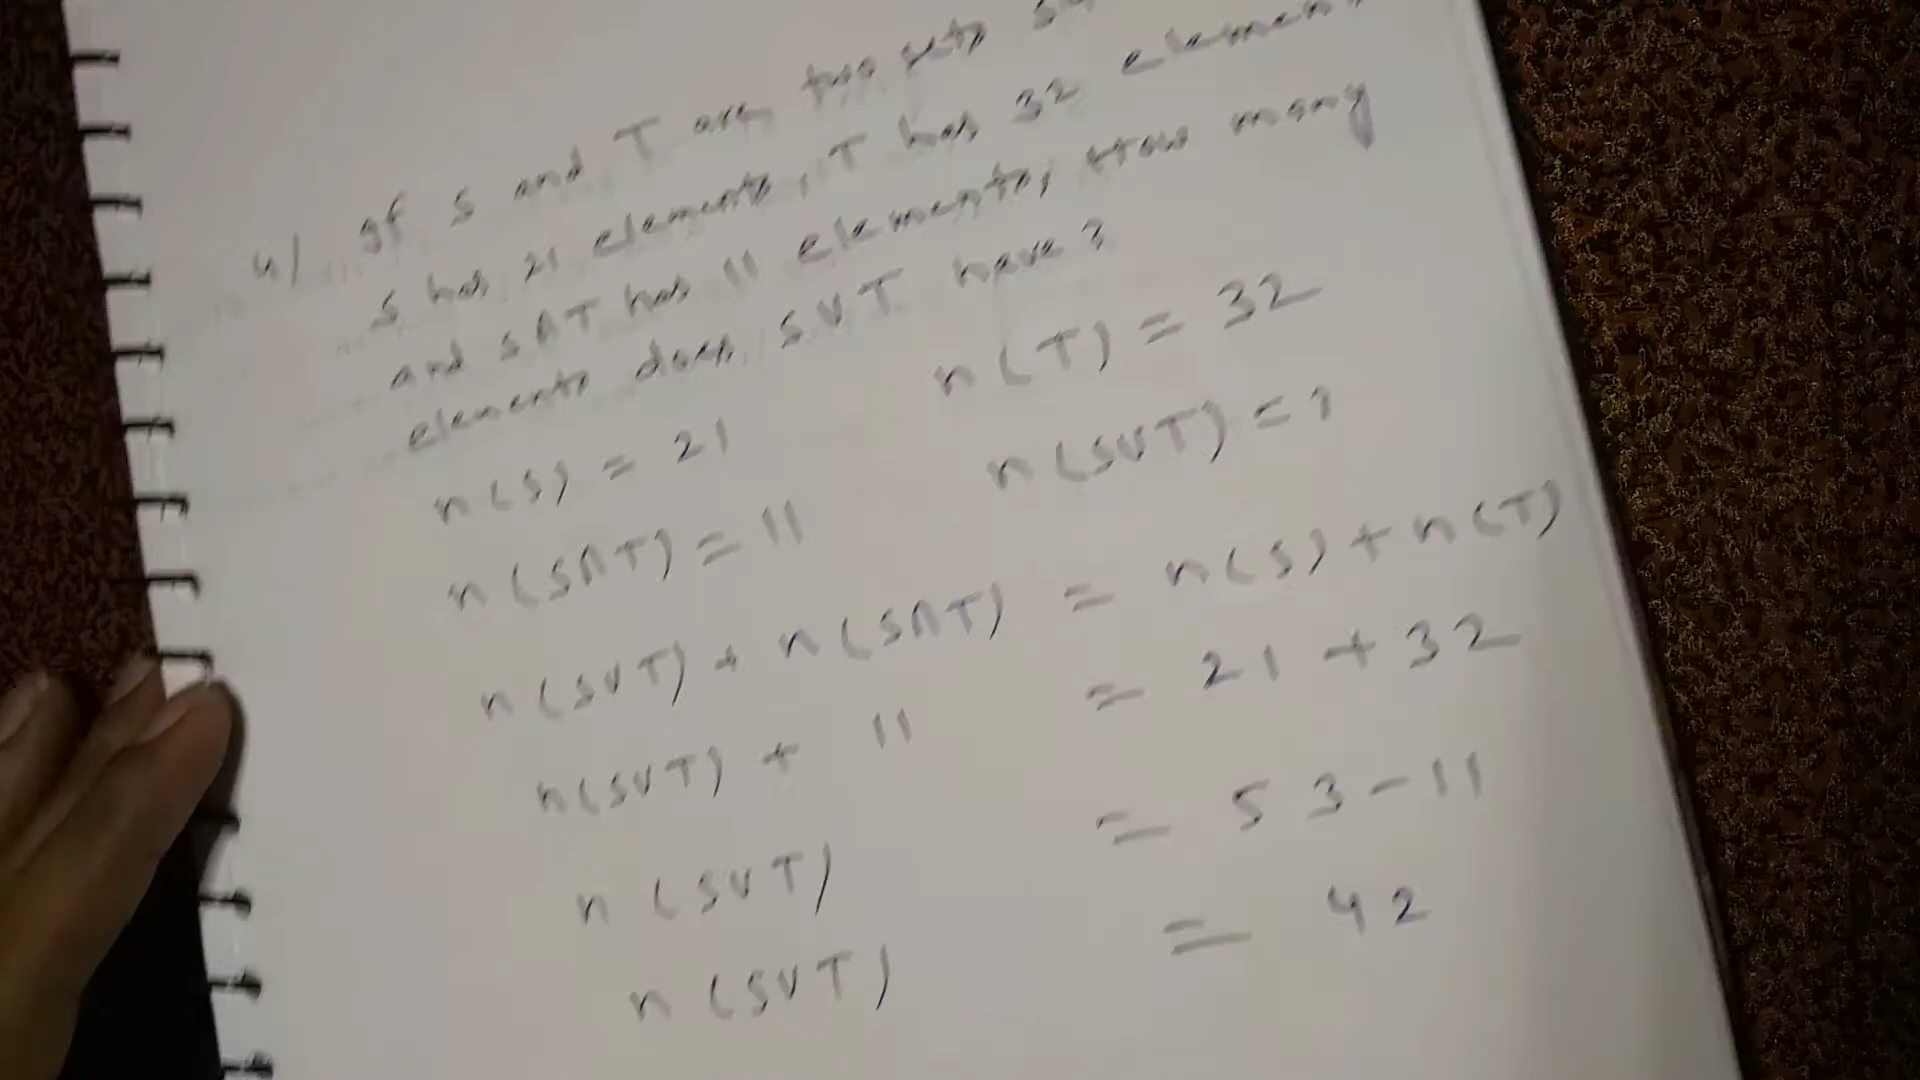 4) If S and T are two sets
S has 21 elements, T has 32
and S∩T has 11 elements, How many
elements does S∪T have?
n(S) = 21 n(T) = 32
n(S∩T) = 11 n(S∪T) = ?
n(S∪T) + n(S∩T) = n(S) + n(T)
n(S∪T) + 11 = 21 + 32
n(S∪T) = 53 - 11
n(S∪T) = 42